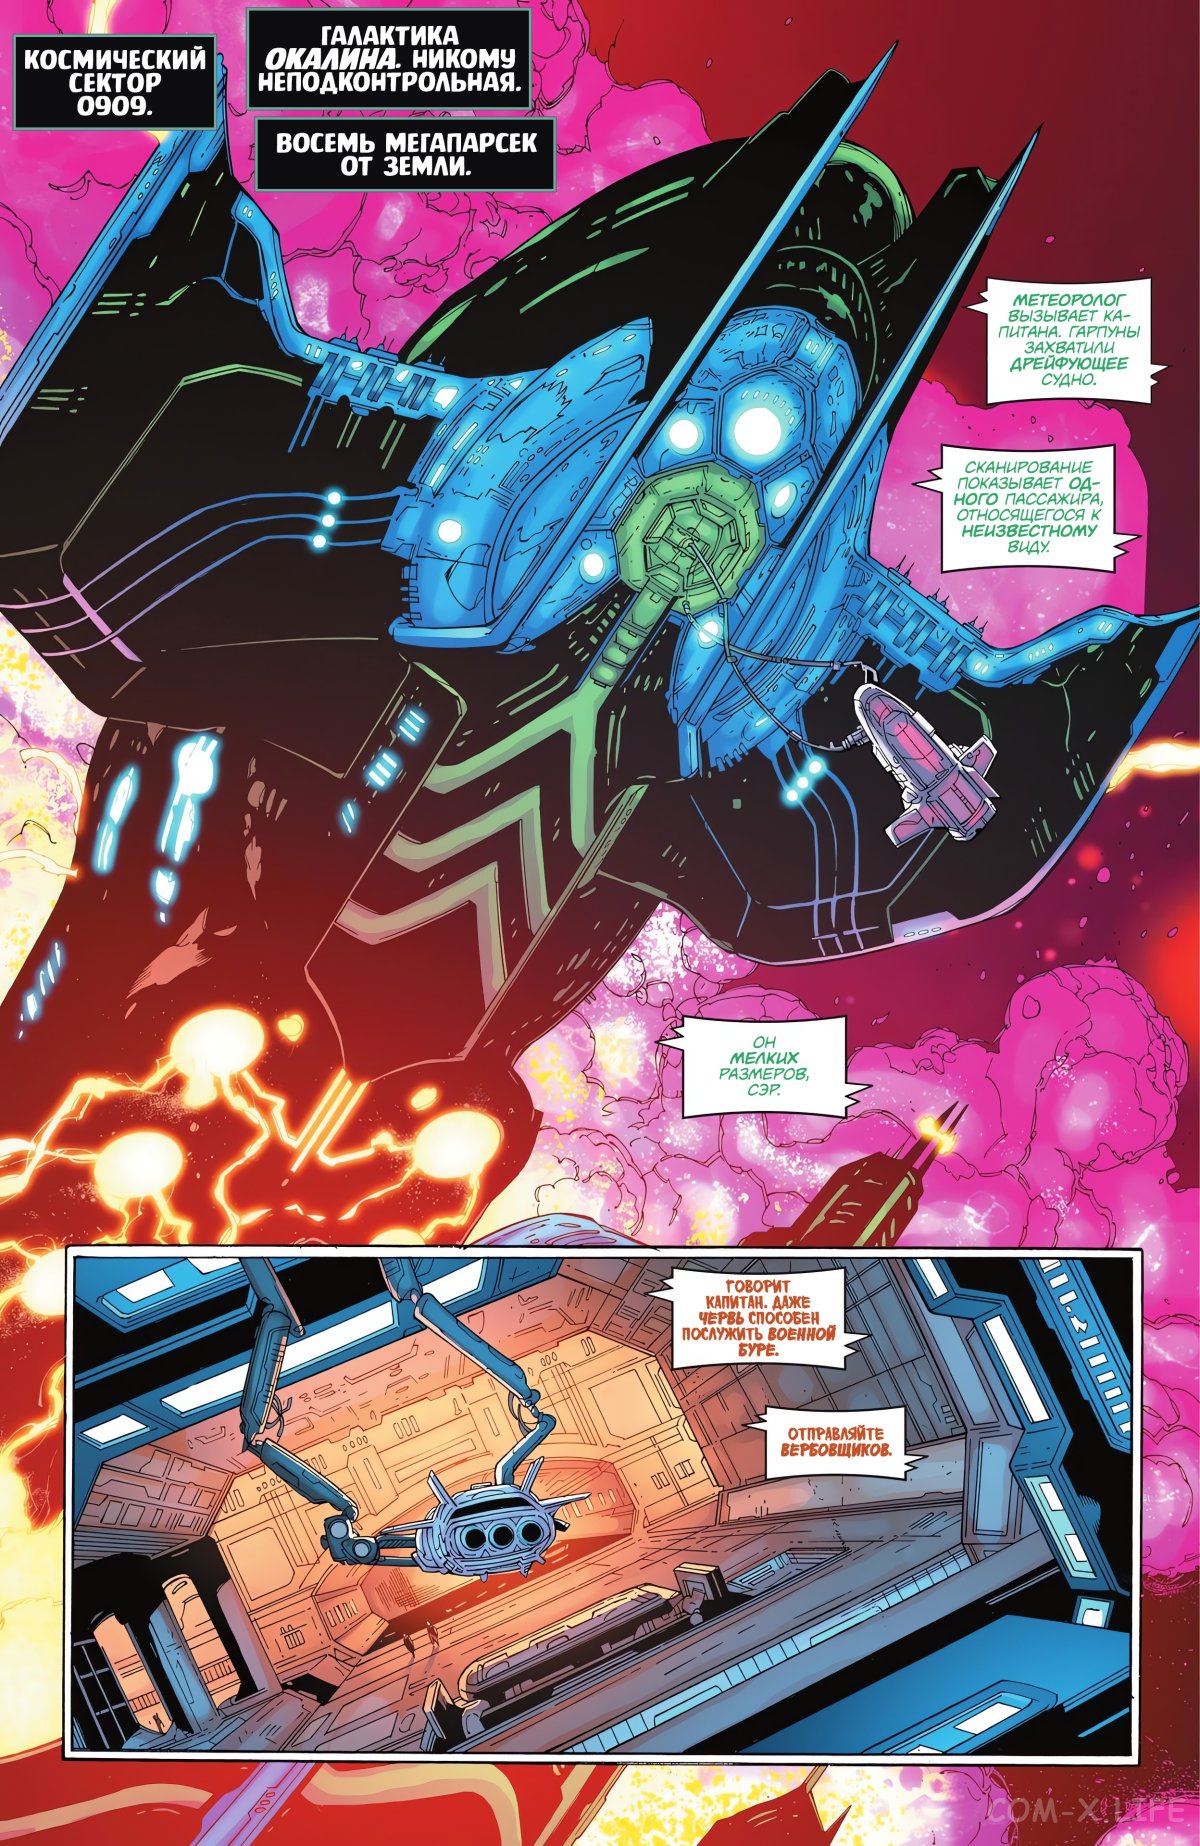 КОСМИЧЕСКИЙ
СЕКТОР
0909.
ГАЛАКТИКА
ОКАЛИНА. НИКОМУ
НЕПОДКОНТРОЛЬНАЯ.
ВОСЕМЬ МЕГАПАРСЕК
ОТ ЗЕМЛИ.
МЕТЕОРОЛОГ
ВЫЗЫВАЕТ КА-
ПИТАНА. ГАРПУНЫ
ЗАХВАТИЛИ
ДРЕЙФУЮЩЕЕ
СУДНО.
СКАНИРОВАНИЕ
ПОКАЗЫВАЕТ ОД-
НОГО ПАССАЖИРА,
ОТНОСЯЩЕГОСЯ К
НЕИЗВЕСТНОМУ
ВИДУ.
ОН
МЕЛКИХ
РАЗМЕРОВ,
СЭР.
ГОВОРИТ
КАПИТАН. ДАЖЕ
ЧЕРВЬ СПОСОБЕН
ПОСЛУЖИТЬ ВОЕННОЙ
БУРЕ.
ОТПРАВЛЯЙТЕ
ВЕРБОВЩИКОВ.
COM-X.LIFE